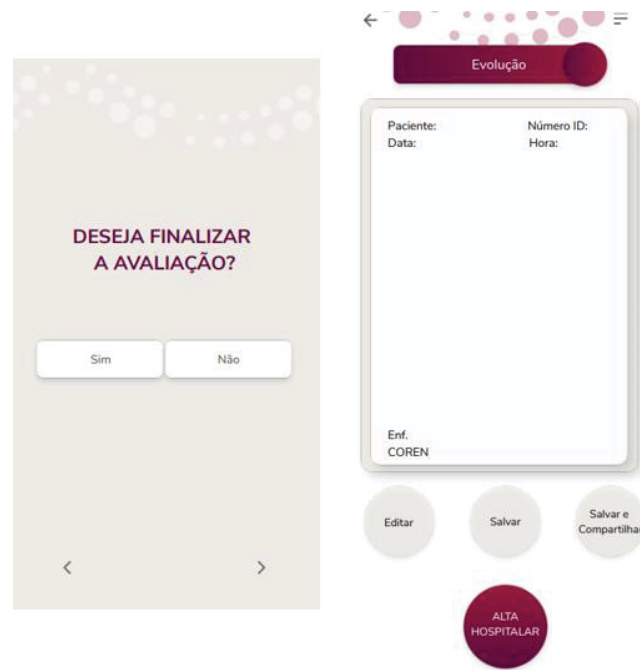 DESEJA FINALIZAR
A AVALIAÇÃO?
Sim
Não
Evolução
Paciente:
Número ID:
Data:
Hora:
Enf.
COREN
Editar
Salvar
Salvar e
Compartilhar
ALTA
HOSPITALAR